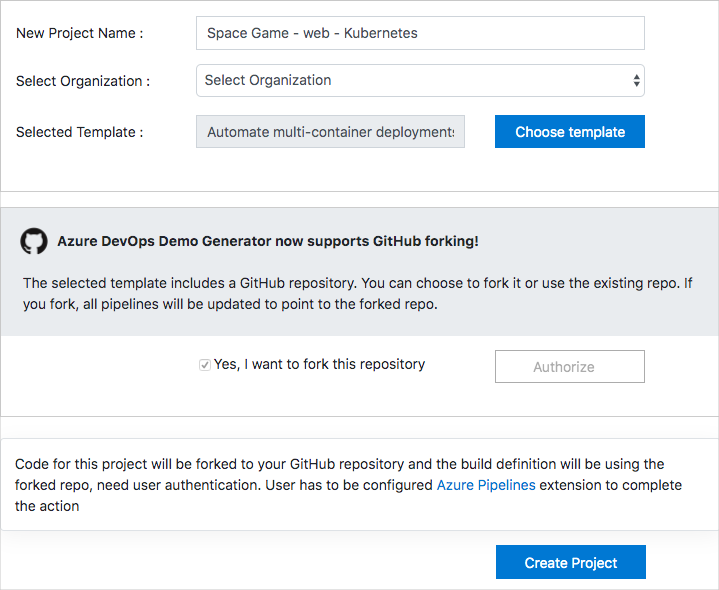 New Project Name :
Space Game - web - Kubernetes
Select Organization :
Select Organization
Selected Template :
Automate multi-container deployments
Choose template
Azure DevOps Demo Generator now supports GitHub forking!
The selected template includes a GitHub repository. You can choose to fork it or use the existing repo. If
you fork, all pipelines will be updated to point to the forked repo.
Yes, I want to fork this repository
Authorize
Code for this project will be forked to your GitHub repository and the build definition will be using the
forked repo, need user authentication. User has to be configured Azure Pipelines extension to complete
the action
Create Project